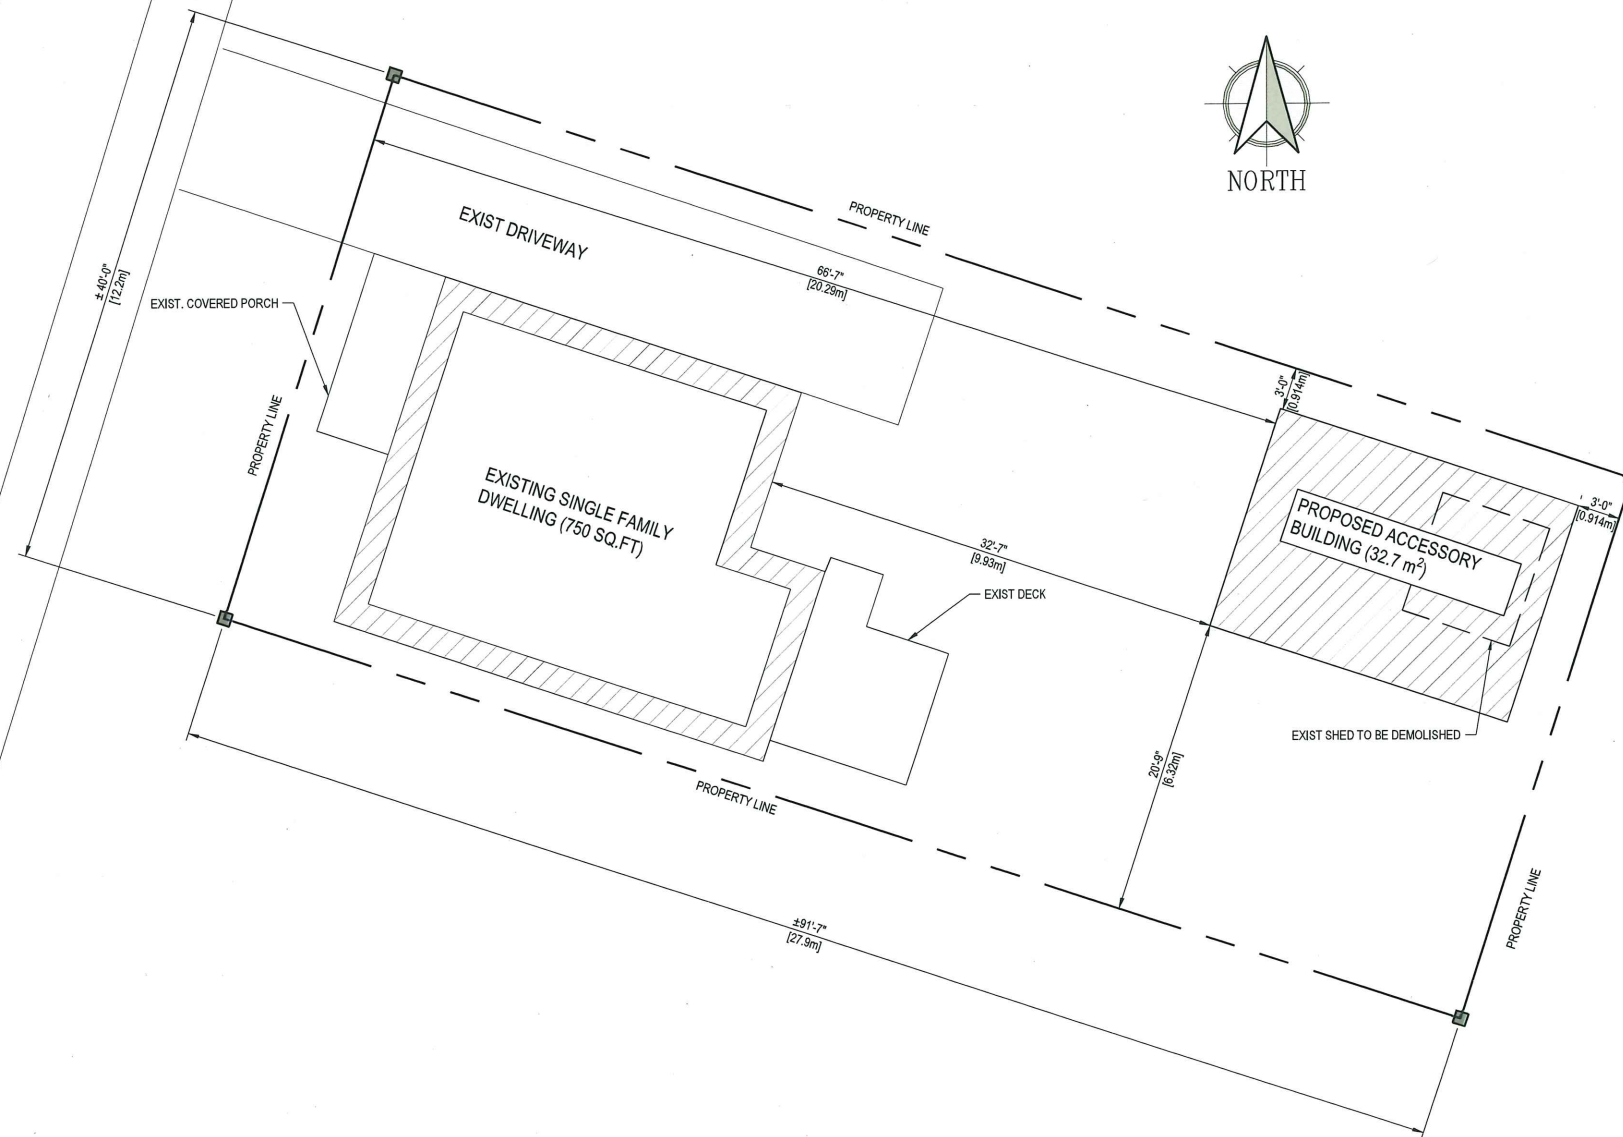 NORTH
PROPERTY LINE
EXIST DRIVEWAY
66'-7"
[20.29m]
± 40'-0"
[12.2m]
EXIST. COVERED PORCH
PROPERTY LINE
3'-0"
[0.914m]
EXISTING SINGLE FAMILY
DWELLING (750 SQ.FT)
32'-7"
[9.93m]
PROPOSED ACCESSORY
BUILDING (32.7 m²)
3'-0"
[0.914m]
EXIST DECK
EXIST SHED TO BE DEMOLISHED
20'-9"
[6.32m]
PROPERTY LINE
PROPERTY LINE
±91'-7"
[27.9m]